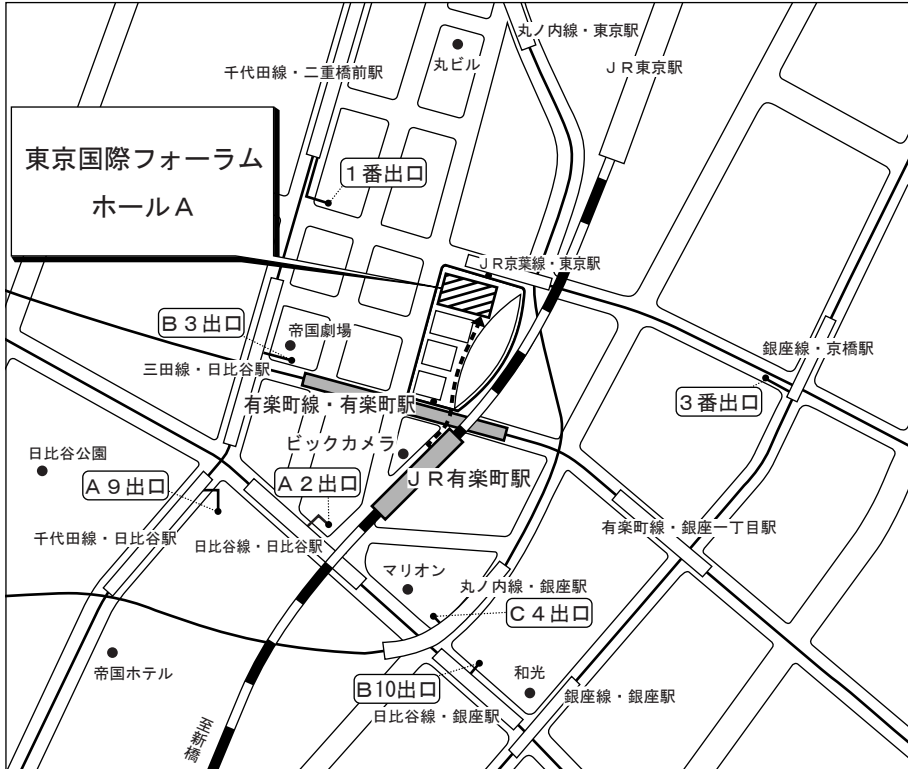 丸ノ内線・東京駅
丸ビル
ＪＲ東京駅
千代田線・二重橋前駅
東京国際フォーラム
ホールＡ
１番出口
ＪＲ京葉線・東京駅
Ｂ３出口
帝国劇場
銀座線・京橋駅
三田線・日比谷駅
３番出口
有楽町線・有楽町駅
ビックカメラ
日比谷公園
ＪＲ有楽町駅
Ａ９出口
Ａ２出口
有楽町線・銀座一丁目駅
千代田線・日比谷駅
日比谷線・日比谷駅
マリオン
丸ノ内線・銀座駅
Ｃ４出口
帝国ホテル
和光
Ｂ10出口
銀座線・銀座駅
日比谷線・銀座駅
至新橋